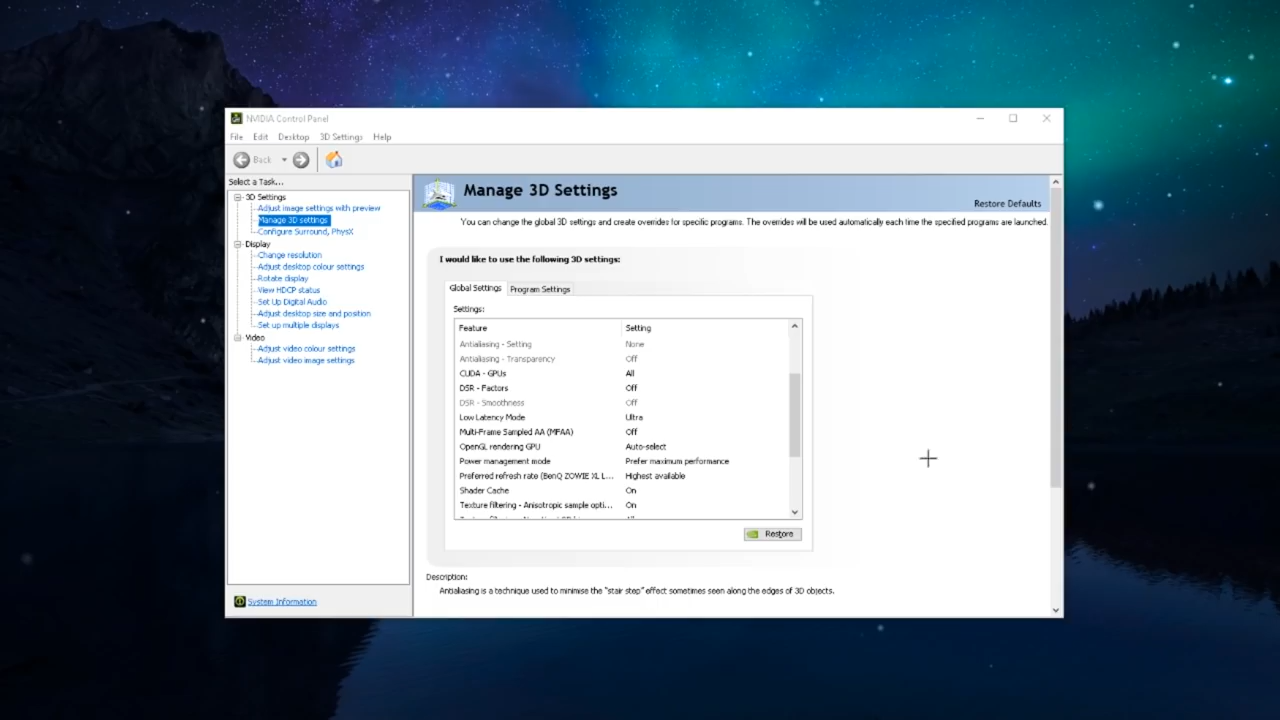 NVIDIA Control Panel
File Edit Desktop 3D Settings Help
Back
Select a Task...
3D Settings
Adjust image settings with preview
Manage 3D settings
Configure Surround, PhysX
Display
Change resolution
Adjust desktop colour settings
Rotate display
View HDCP status
Set Up Digital Audio
Adjust desktop size and position
Set up multiple displays
Video
Adjust video colour settings
Adjust video image settings
System Information
Manage 3D Settings
Restore Defaults
You can change the global 3D settings and create overrides for specific programs. The overrides will be used automatically each time the specified programs are launched.
I would like to use the following 3D settings:
Global Settings Program Settings
Settings:
Feature Setting
Antialiasing - Setting None
Antialiasing - Transparency Off
CUDA - GPUs All
DSR - Factors Off
DSR - Smoothness Off
Low Latency Mode Ultra
Multi-Frame Sampled AA (MFAA) Off
OpenGL rendering GPU Auto-select
Power management mode Prefer maximum performance
Preferred refresh rate (BenQ ZOWIE XL L... Highest available
Shader Cache On
Texture filtering - Anisotropic sample opti... On
Restore
Description:
Antialiasing is a technique used to minimise the "stair step" effect sometimes seen along the edges of 3D objects.